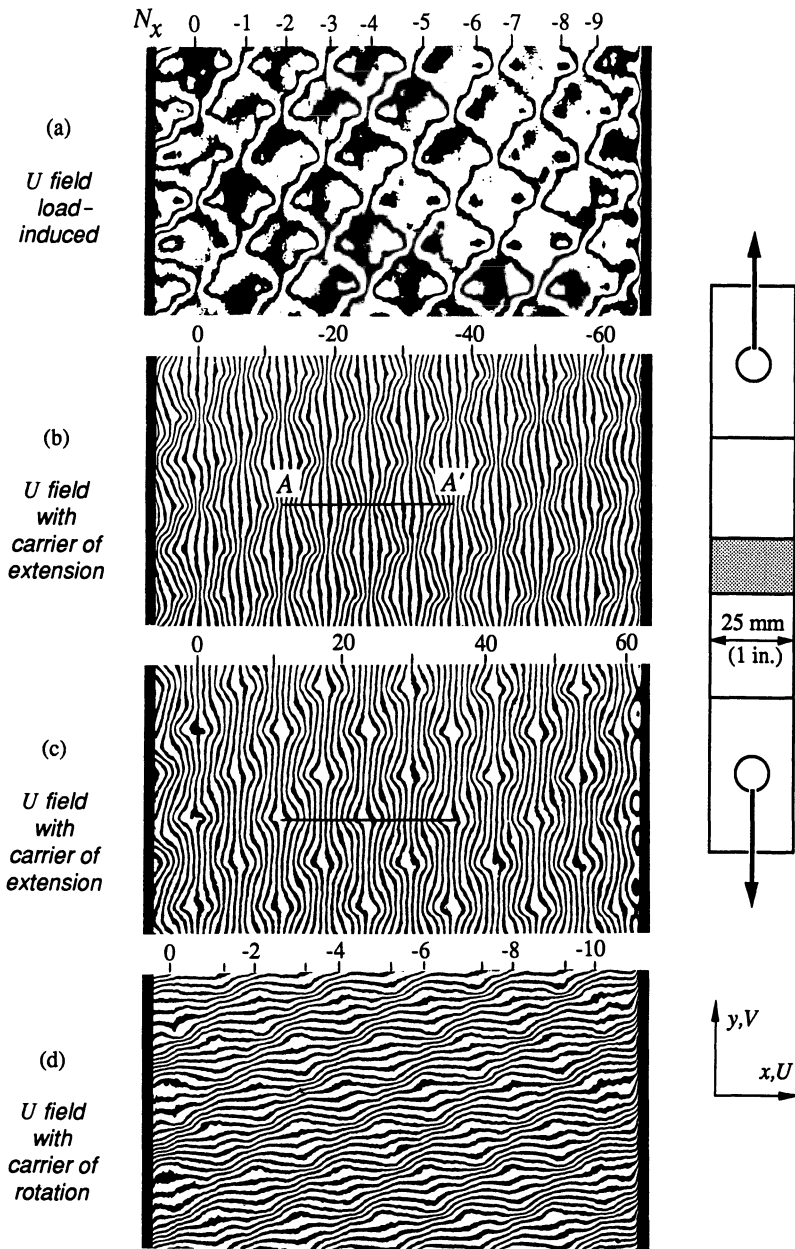 Nx 0 -1 -2 -3 -4 -5 -6 -7 -8 -9
(a)
U field
load-
induced
0 -20 -40 -60
(b)
U field
with
carrier of
extension
A A'
0 20 40 60
(c)
U field
with
carrier of
extension
0 -2 -4 -6 -8 -10
(d)
U field
with
carrier of
rotation
25 mm
(1 in.)
y,V
x,U